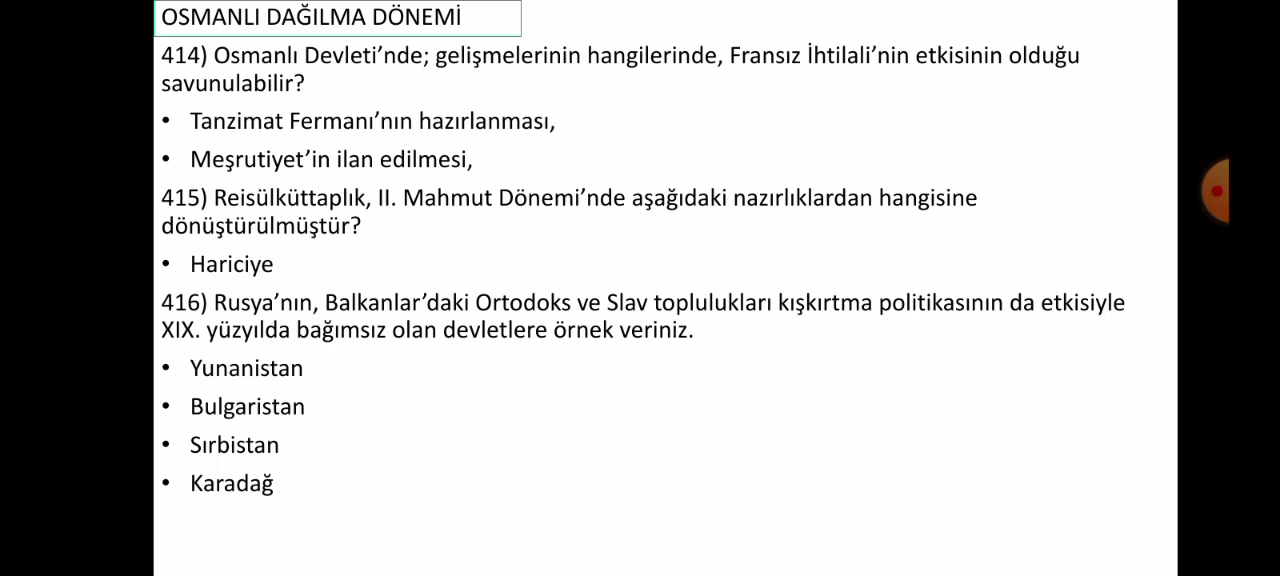 OSMANLI DAĞILMA DÖNEMİ
414) Osmanlı Devleti’nde; gelişmelerinin hangilerinde, Fransız İhtilali’nin etkisinin olduğu
savunulabilir?
• Tanzimat Fermanı’nın hazırlanması,
• Meşrutiyet’in ilan edilmesi,
415) Reisülküttaplık, II. Mahmut Dönemi’nde aşağıdaki nazırlıklardan hangisine
dönüştürülmüştür?
• Hariciye
416) Rusya’nın, Balkanlar’daki Ortodoks ve Slav toplulukları kışkırtma politikasının da etkisiyle
XIX. yüzyılda bağımsız olan devletlere örnek veriniz.
• Yunanistan
• Bulgaristan
• Sırbistan
• Karadağ